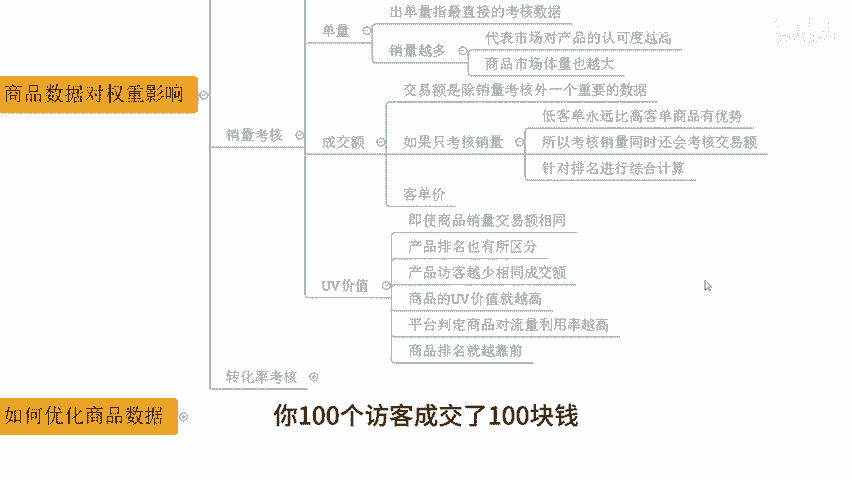 出单量指最直接的考核数据
单量
代表市场对产品的认可度越高
销量越多
商品市场体量也越大
商品数据对权重影响
交易额是除销量考核外一个重要的数据
低客单永远比高客单商品有优势
销量考核
成交额
如果只考核销量
所以考核销量同时还会考核交易额
针对排名进行综合计算
客单价
即使商品销量交易额相同
产品排名也有所区分
产品访客越少相同成交额
UV价值
商品的UV价值就越高
平台判定商品对流量利用率越高
商品排名就越靠前
转化率考核
如何优化商品数据
你100个访客成交了100块钱